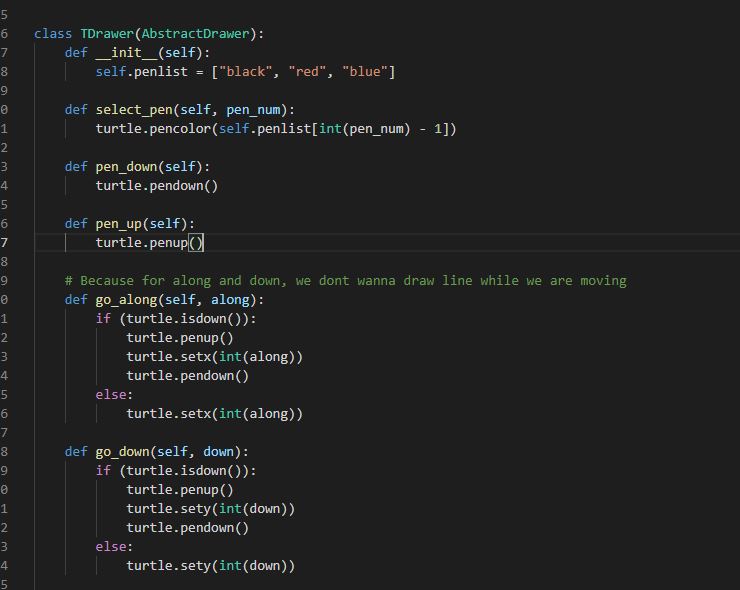 5
6 class TDrawer(AbstractDrawer):
7     def __init__(self):
8         self.penlist = ["black", "red", "blue"]
9
0     def select_pen(self, pen_num):
1         turtle.pencolor(self.penlist[int(pen_num) - 1])
2
3     def pen_down(self):
4         turtle.pendown()
5
6     def pen_up(self):
7         turtle.penup()
8
9     # Because for along and down, we dont wanna draw line while we are moving
0     def go_along(self, along):
1         if (turtle.isdown()):
2             turtle.penup()
3             turtle.setx(int(along))
4             turtle.pendown()
5         else:
6             turtle.setx(int(along))
7
8     def go_down(self, down):
9         if (turtle.isdown()):
0             turtle.penup()
1             turtle.sety(int(down))
2             turtle.pendown()
3         else:
4             turtle.sety(int(down))
5